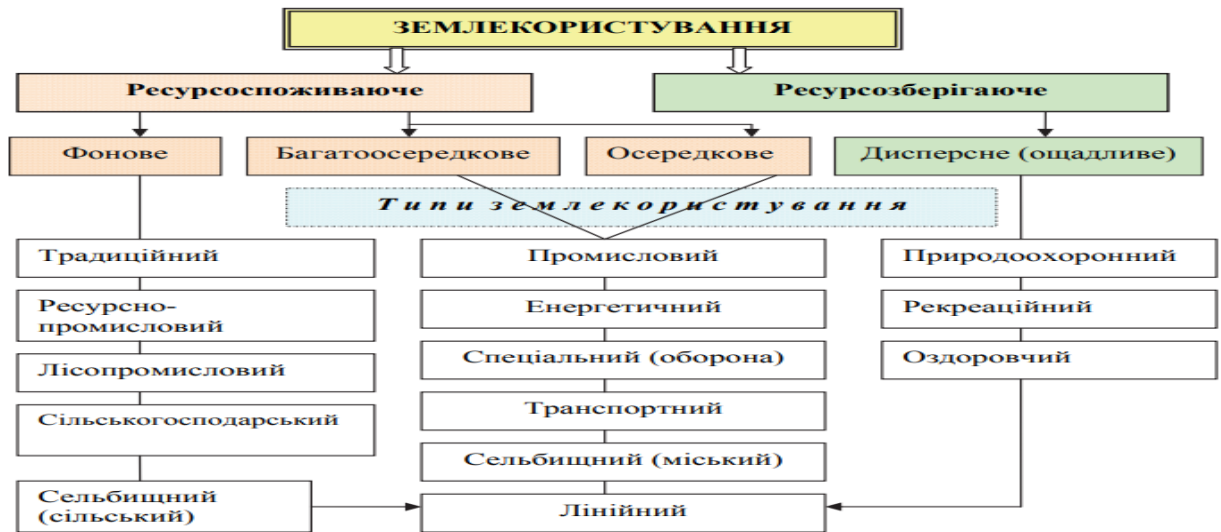 ЗЕМЛЕКОРИСТУВАННЯ
Ресурсоспоживаюче
Ресурсозберігаюче
Фонове
Багатоосередкове
Осередкове
Дисперсне (ощадливе)
Типи землекористування
Традиційний
Ресурсно-
промисловий
Лісопромисловий
Сільськогосподарський
Сельбищний
(сільський)
Промисловий
Енергетичний
Спеціальний (оборона)
Транспортний
Сельбищний (міський)
Лінійний
Природоохоронний
Рекреаційний
Оздоровчий